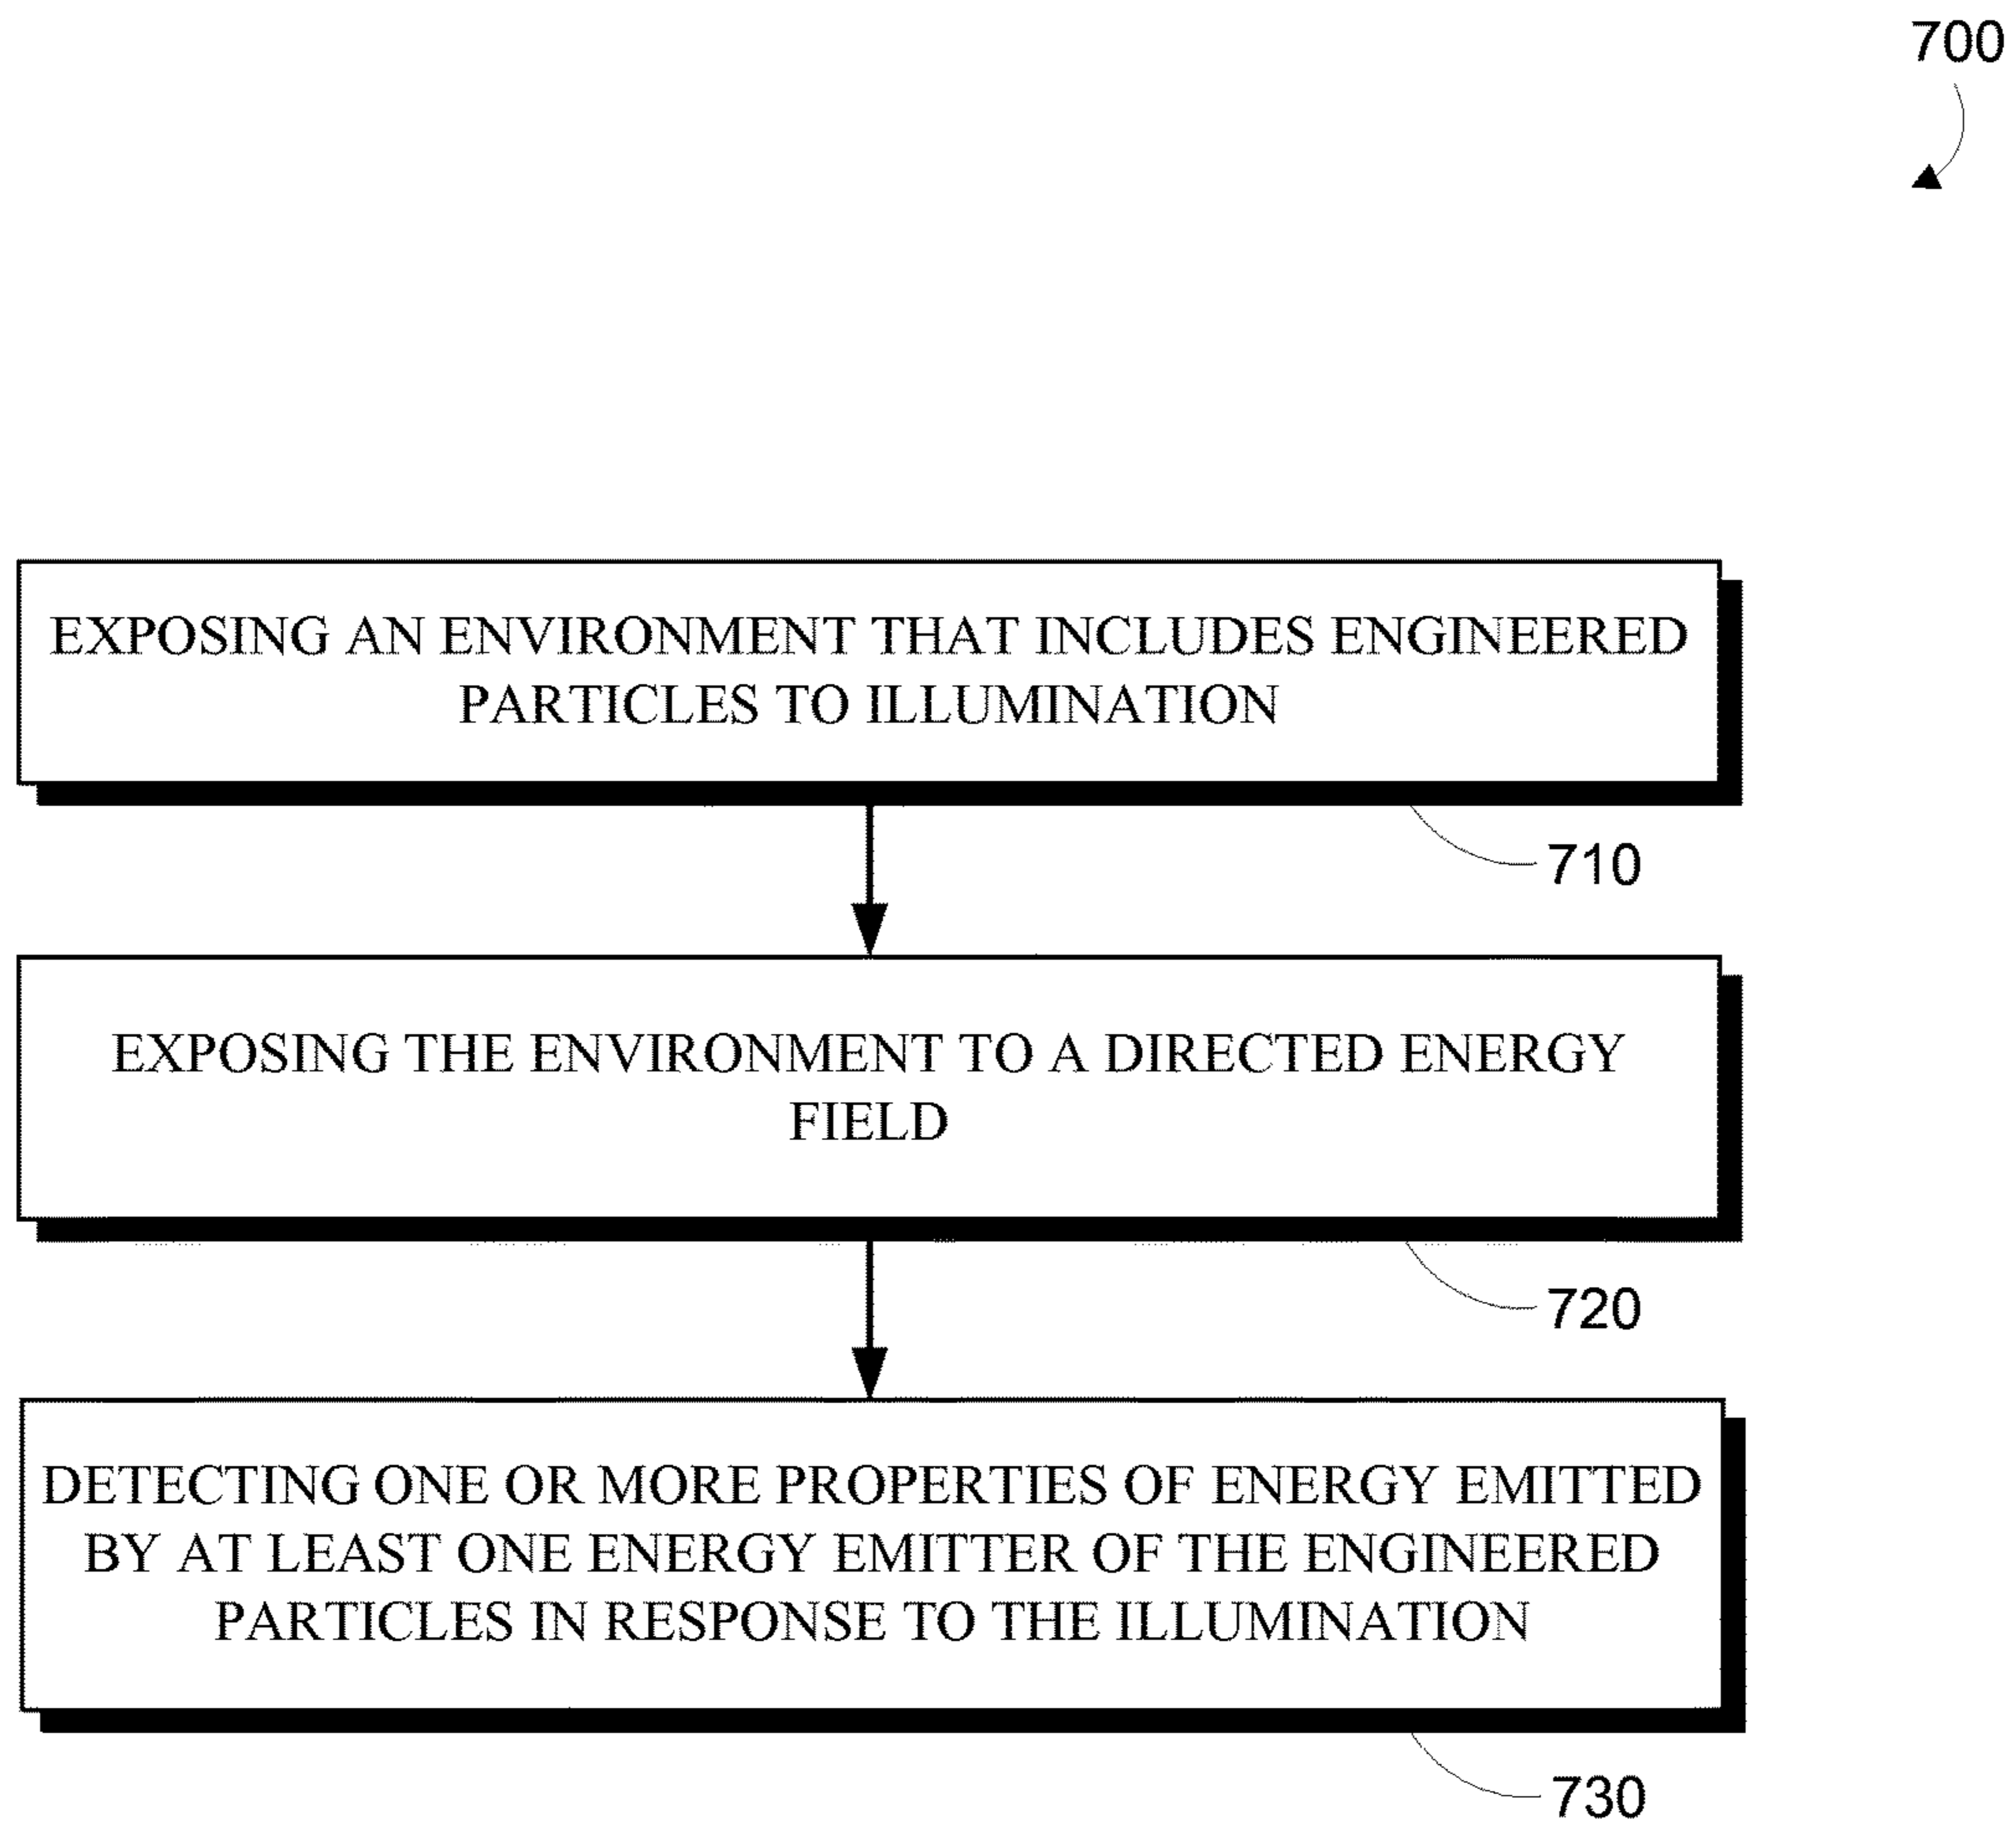 700
EXPOSING AN ENVIRONMENT THAT INCLUDES ENGINEERED
PARTICLES TO ILLUMINATION
710
EXPOSING THE ENVIRONMENT TO A DIRECTED ENERGY
FIELD
720
DETECTING ONE OR MORE PROPERTIES OF ENERGY EMITTED
BY AT LEAST ONE ENERGY EMITTER OF THE ENGINEERED
PARTICLES IN RESPONSE TO THE ILLUMINATION
730